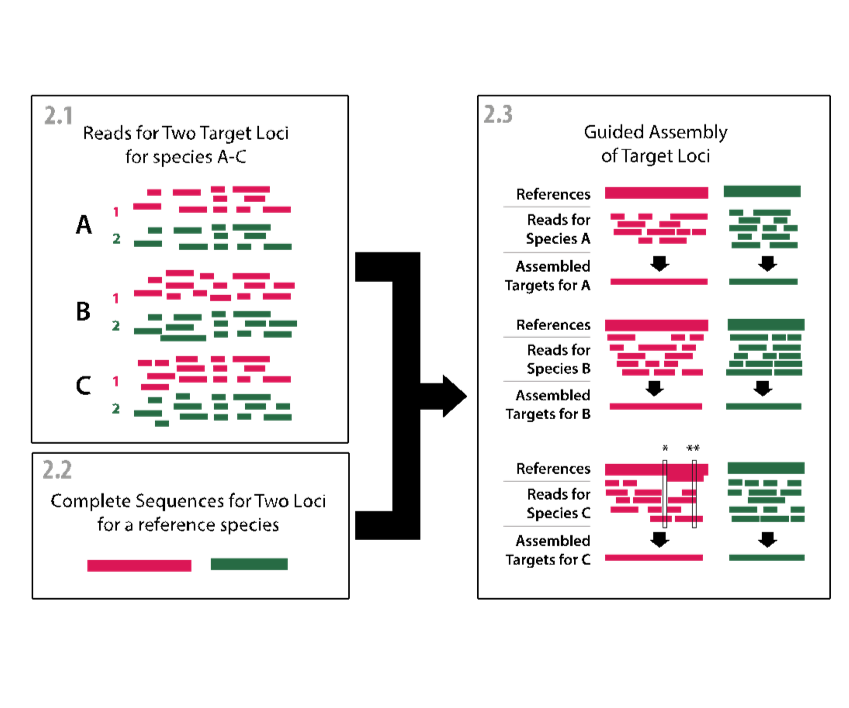 2.1
Reads for Two Target Loci
for species A-C
A
1
2
B
1
2
C
1
2
2.2
Complete Sequences for Two Loci
for a reference species
2.3
Guided Assembly
of Target Loci
References
Reads for
Species A
Assembled
Targets for A
References
Reads for
Species B
Assembled
Targets for B
* **
References
Reads for
Species C
Assembled
Targets for C